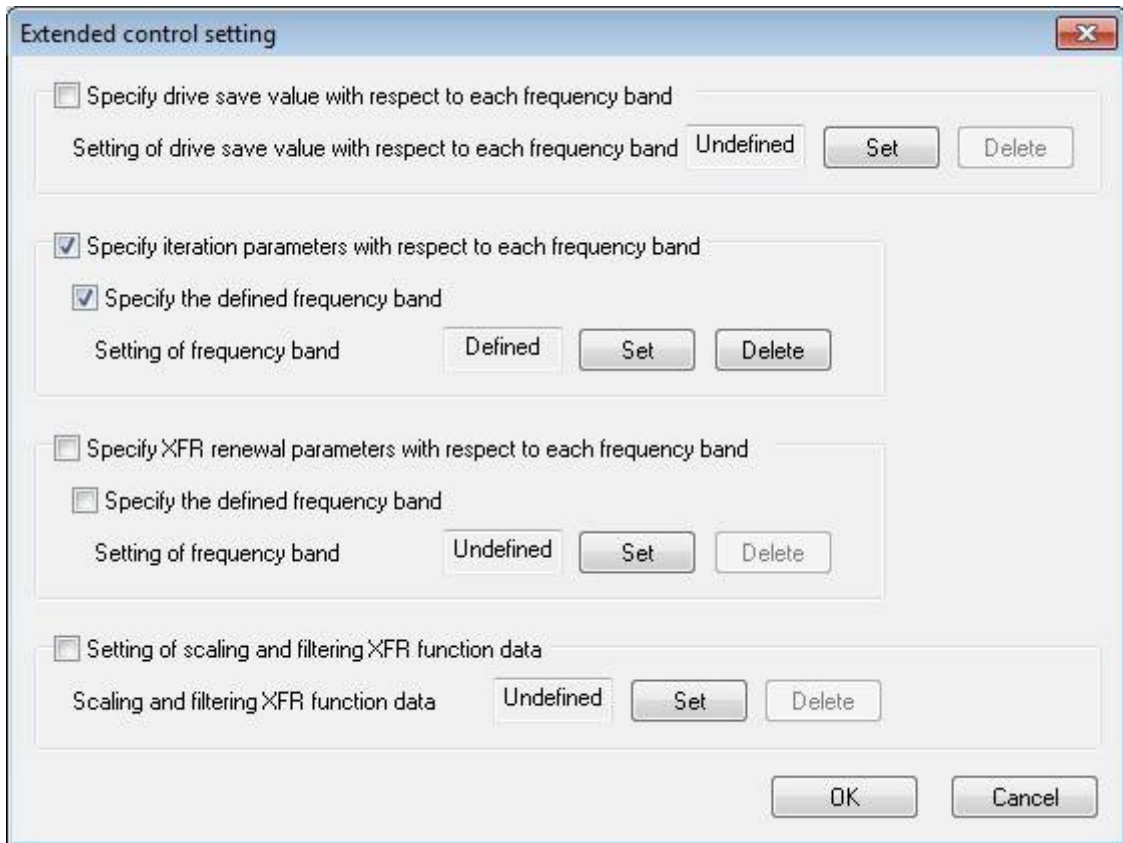 Extended control setting
Specify drive save value with respect to each frequency band
Setting of drive save value with respect to each frequency band Undefined Set Delete
Specify iteration parameters with respect to each frequency band
Specify the defined frequency band
Setting of frequency band Defined Set Delete
Specify XFR renewal parameters with respect to each frequency band
Specify the defined frequency band
Setting of frequency band Undefined Set Delete
Setting of scaling and filtering XFR function data
Scaling and filtering XFR function data Undefined Set Delete
OK Cancel